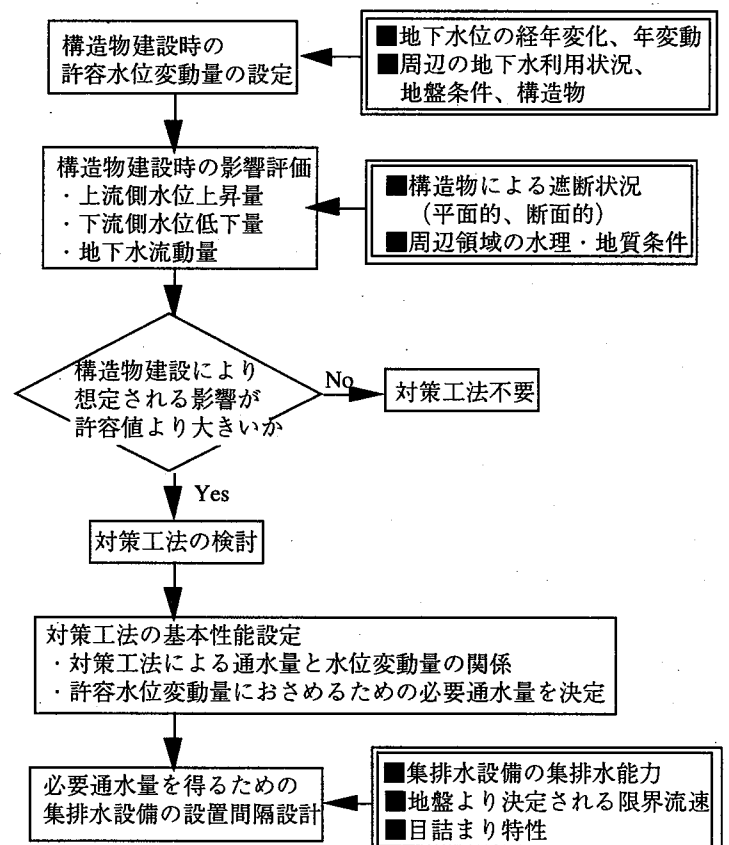 構造物建設時の
許容水位変動量の設定
■地下水位の経年変化、年変動
■周辺の地下水利用状況、
地盤条件、構造物
構造物建設時の影響評価
・上流側水位上昇量
・下流側水位低下量
・地下水流動量
■構造物による遮断状況
（平面的、断面的）
■周辺領域の水理・地質条件
構造物建設により
想定される影響が
許容値より大きいか
No
対策工法不要
Yes
対策工法の検討
対策工法の基本性能設定
・対策工法による通水量と水位変動量の関係
・許容水位変動量におさめるための必要通水量を決定
必要通水量を得るための
集排水設備の設置間隔設計
■集排水設備の集排水能力
■地盤より決定される限界流速
■目詰まり特性